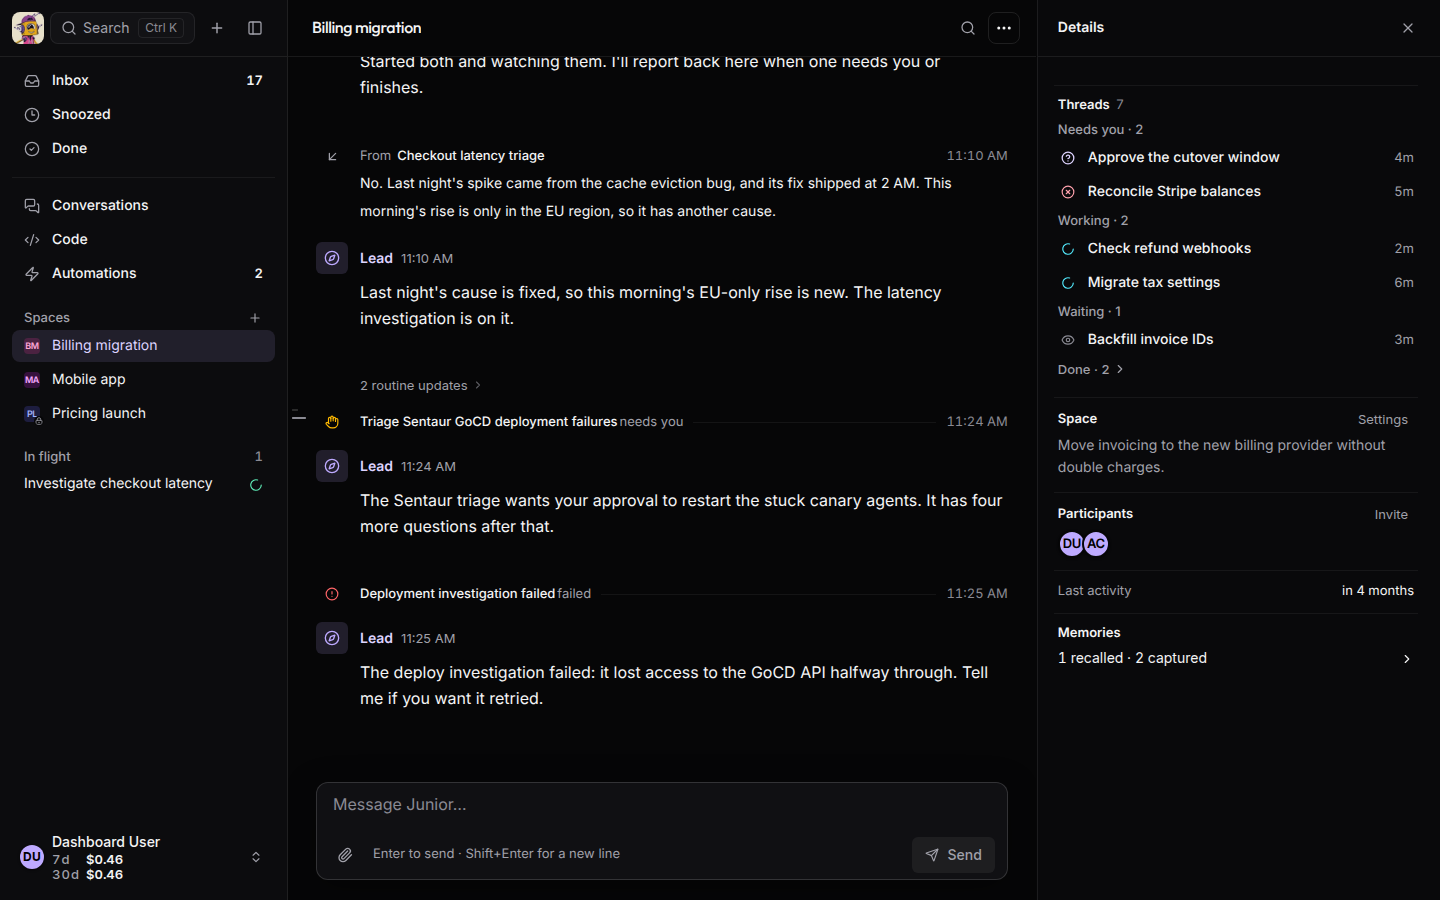 Search
Ctrl K
Inbox
17
Snoozed
Done
Conversations
Code
Automations
2
Spaces
BM
Billing migration
MA
Mobile app
PL
Pricing launch
In flight
1
Investigate checkout latency
DU
Dashboard User
7d $0.46
30d $0.46
Billing migration
Started both and watching them. I'll report back here when one needs you or
finishes.
From Checkout latency triage
11:10 AM
No. Last night's spike came from the cache eviction bug, and its fix shipped at 2 AM. This
morning's rise is only in the EU region, so it has another cause.
Lead 11:10 AM
Last night's cause is fixed, so this morning's EU-only rise is new. The latency
investigation is on it.
2 routine updates
Triage Sentaur GoCD deployment failures needs you
11:24 AM
Lead 11:24 AM
The Sentaur triage wants your approval to restart the stuck canary agents. It has four
more questions after that.
Deployment investigation failed failed
11:25 AM
Lead 11:25 AM
The deploy investigation failed: it lost access to the GoCD API halfway through. Tell
me if you want it retried.
Message Junior...
Enter to send · Shift+Enter for a new line
Send
Details
Threads 7
Needs you · 2
Approve the cutover window
4m
Reconcile Stripe balances
5m
Working · 2
Check refund webhooks
2m
Migrate tax settings
6m
Waiting · 1
Backfill invoice IDs
3m
Done · 2
Space
Settings
Move invoicing to the new billing provider without
double charges.
Participants
Invite
DU
AC
Last activity
in 4 months
Memories
1 recalled · 2 captured